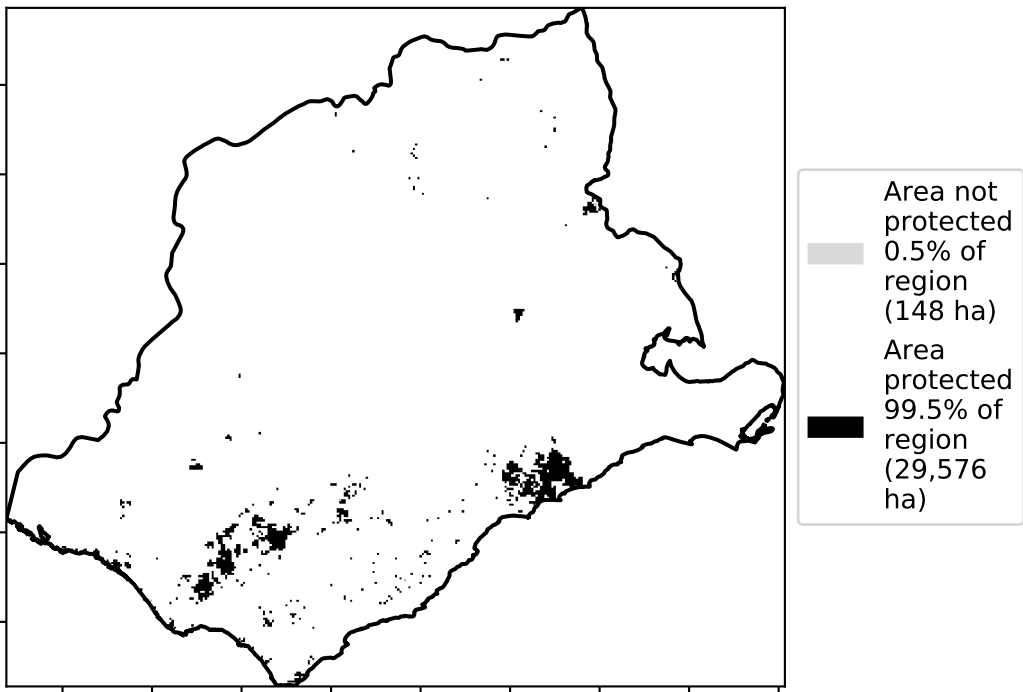 Area not
protected
0.5% of
region
(148 ha)
Area
protected
99.5% of
region
(29,576
ha)